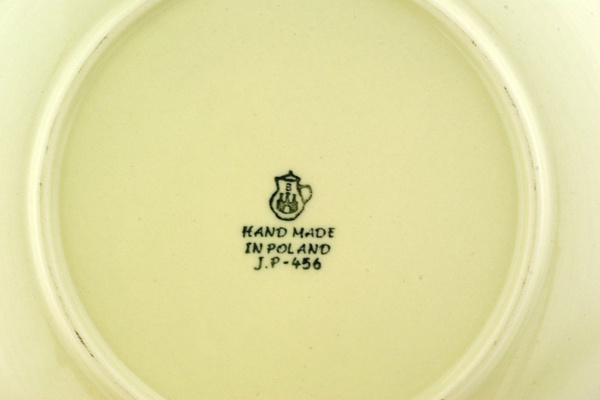 B
HAND MADE
IN POLAND
J.P-456